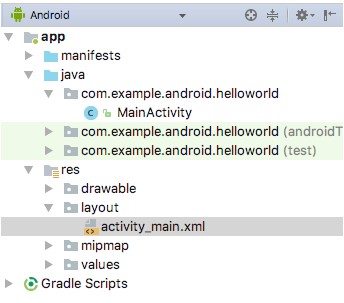 Android
app
manifests
java
com.example.android.helloworld
C MainActivity
com.example.android.helloworld (androidT
com.example.android.helloworld (test)
res
drawable
layout
activity_main.xml
mipmap
values
Gradle Scripts